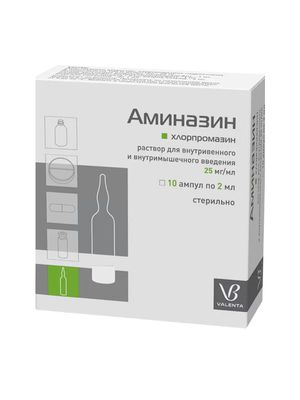 Аминазин
хлорпромазин
раствор для внутривенного
и внутримышечного введения
25 мг/мл
10 ампул по 2 мл
стерильно
VALENTA